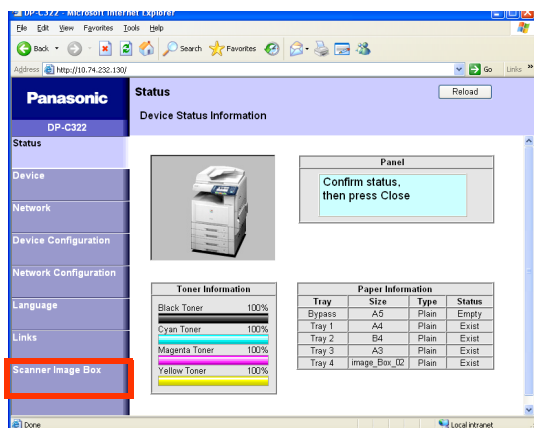 DP-C322 - Microsoft Internet Explorer
File Edit View Favorites Tools Help
Back Search Favorites
Address http://10.74.232.130/ Go Links »
Panasonic
DP-C322
Status
Device
Network
Device Configuration
Network Configuration
Language
Links
Scanner Image Box
Status
Reload
Device Status Information
Panel
Confirm status,
then press Close
Toner Information
Black Toner 100%
Cyan Toner 100%
Magenta Toner 100%
Yellow Toner 100%
Paper Information
Tray Size Type Status
Bypass A5 Plain Empty
Tray 1 A4 Plain Exist
Tray 2 B4 Plain Exist
Tray 3 A3 Plain Exist
Tray 4 image_Box_02 Plain Exist
Done Local intranet